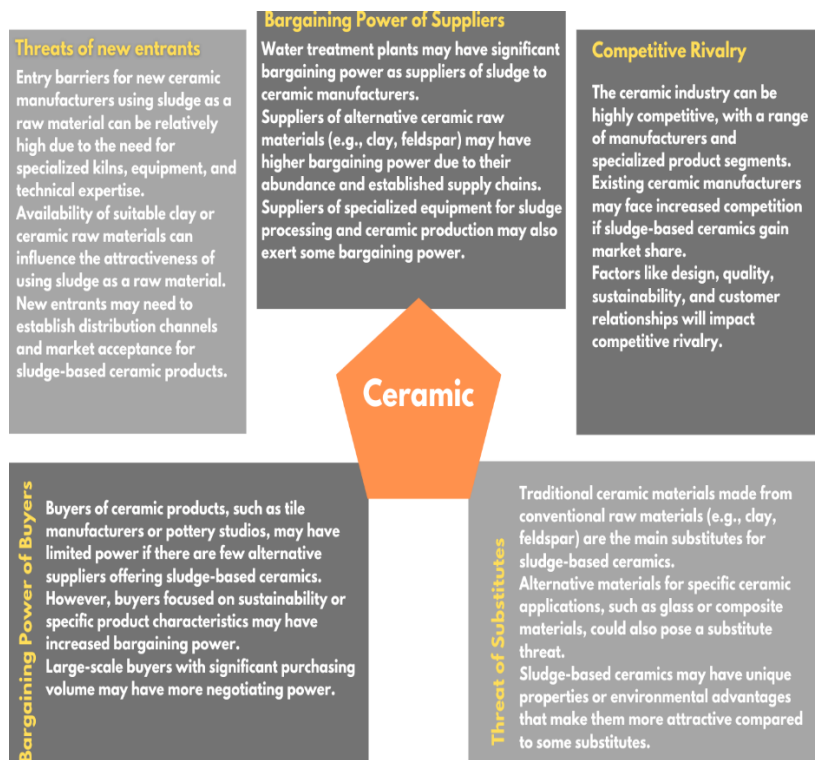 Threats of new entrants
Entry barriers for new ceramic
manufacturers using sludge as a
raw material can be relatively
high due to the need for
specialized kilns, equipment, and
technical expertise.
Availability of suitable clay or
ceramic raw materials can
influence the attractiveness of
using sludge as a raw material.
New entrants may need to
establish distribution channels
and market acceptance for
sludge-based ceramic products.
Bargaining Power of Suppliers
Water treatment plants may have significant
bargaining power as suppliers of sludge to
ceramic manufacturers.
Suppliers of alternative ceramic raw
materials (e.g., clay, feldspar) may have
higher bargaining power due to their
abundance and established supply chains.
Suppliers of specialized equipment for sludge
processing and ceramic production may also
exert some bargaining power.
Competitive Rivalry
The ceramic industry can be
highly competitive, with a range
of manufacturers and
specialized product segments.
Existing ceramic manufacturers
may face increased competition
if sludge-based ceramics gain
market share.
Factors like design, quality,
sustainability, and customer
relationships will impact
competitive rivalry.
Ceramic
Bargaining Power of Buyers
Buyers of ceramic products, such as tile
manufacturers or pottery studios, may have
limited power if there are few alternative
suppliers offering sludge-based ceramics.
However, buyers focused on sustainability or
specific product characteristics may have
increased bargaining power.
Large-scale buyers with significant purchasing
volume may have more negotiating power.
Threat of Substitutes
Traditional ceramic materials made from
conventional raw materials (e.g., clay,
feldspar) are the main substitutes for
sludge-based ceramics.
Alternative materials for specific ceramic
applications, such as glass or composite
materials, could also pose a substitute
threat.
Sludge-based ceramics may have unique
properties or environmental advantages
that make them more attractive compared
to some substitutes.